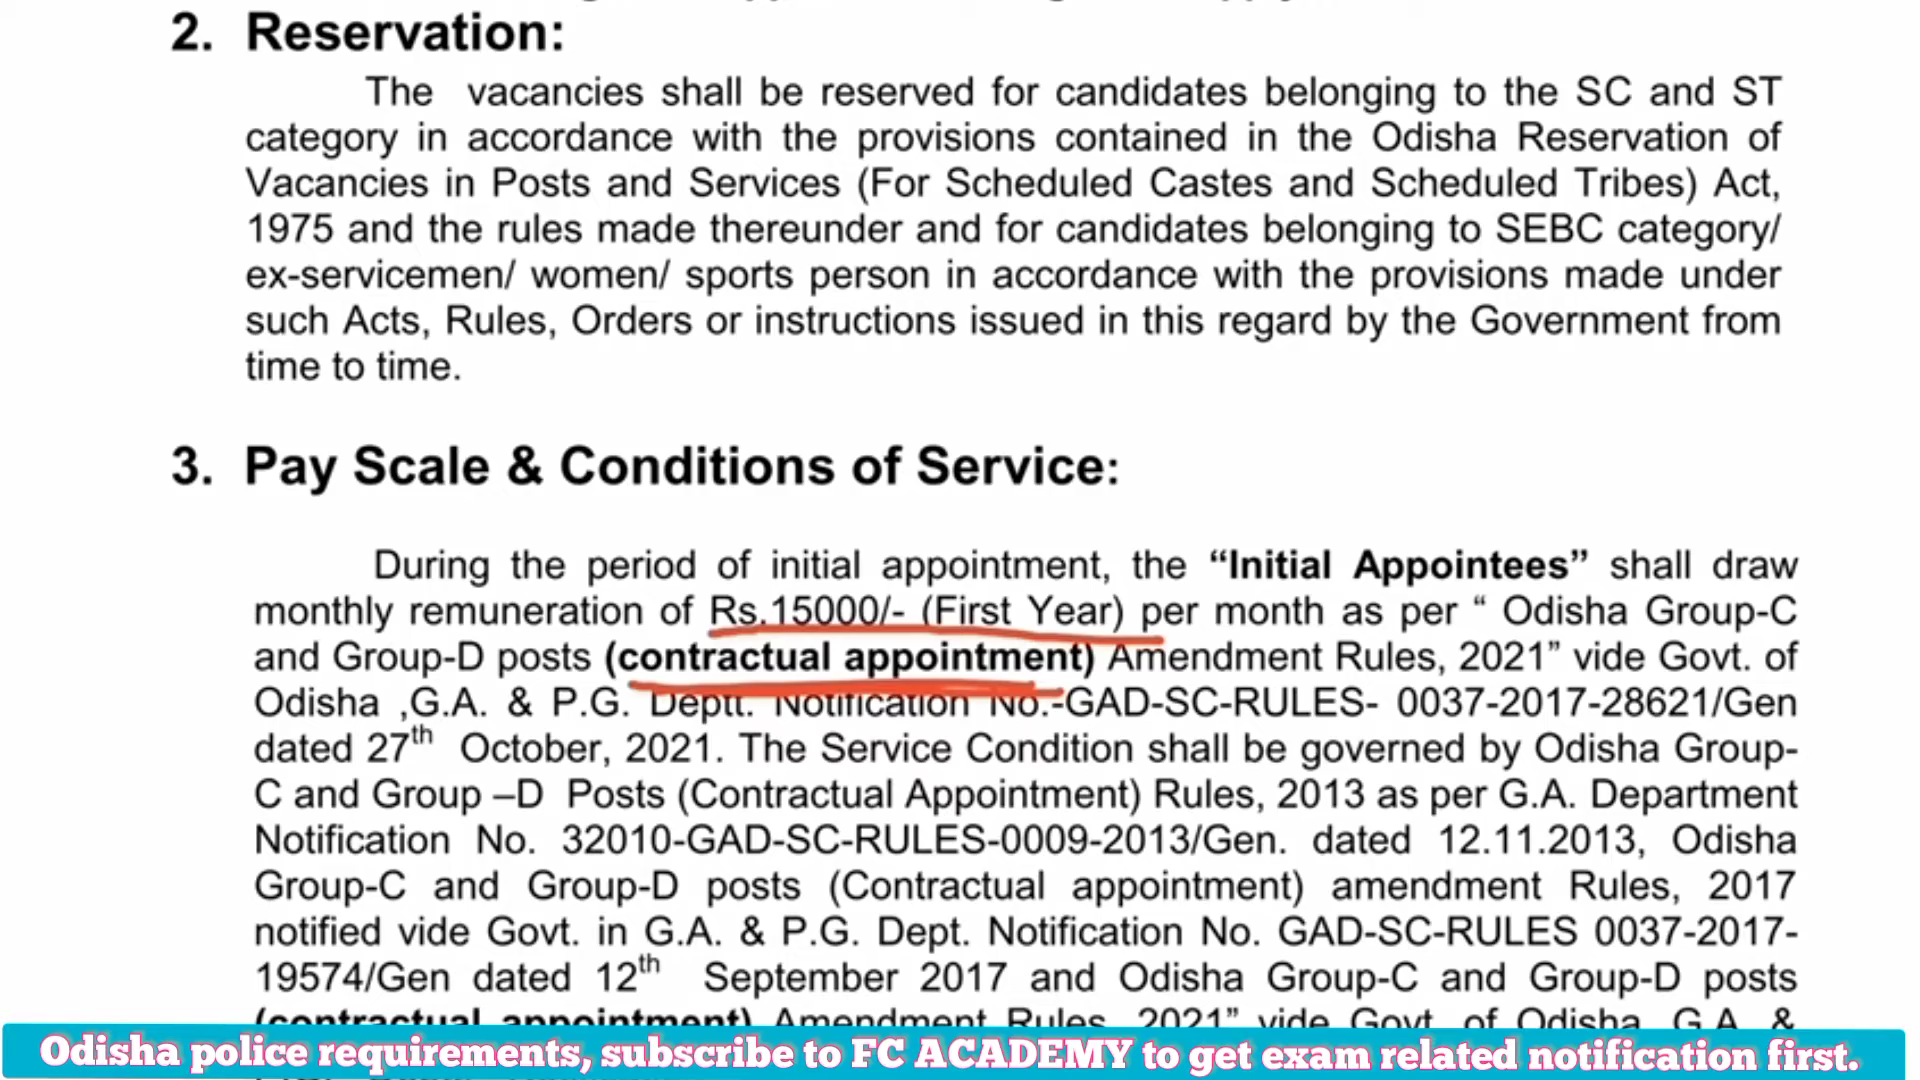 2. Reservation:
The vacancies shall be reserved for candidates belonging to the SC and ST
category in accordance with the provisions contained in the Odisha Reservation of
Vacancies in Posts and Services (For Scheduled Castes and Scheduled Tribes) Act,
1975 and the rules made thereunder and for candidates belonging to SEBC category/
ex-servicemen/ women/ sports person in accordance with the provisions made under
such Acts, Rules, Orders or instructions issued in this regard by the Government from
time to time.
3. Pay Scale & Conditions of Service:
During the period of initial appointment, the “Initial Appointees” shall draw
monthly remuneration of Rs.15000/- (First Year) per month as per “ Odisha Group-C
and Group-D posts (contractual appointment) Amendment Rules, 2021” vide Govt. of
Odisha ,G.A. & P.G. Deptt. Notification No.-GAD-SC-RULES- 0037-2017-28621/Gen
dated 27th October, 2021. The Service Condition shall be governed by Odisha Group-
C and Group –D Posts (Contractual Appointment) Rules, 2013 as per G.A. Department
Notification No. 32010-GAD-SC-RULES-0009-2013/Gen. dated 12.11.2013, Odisha
Group-C and Group-D posts (Contractual appointment) amendment Rules, 2017
notified vide Govt. in G.A. & P.G. Dept. Notification No. GAD-SC-RULES 0037-2017-
19574/Gen dated 12th September 2017 and Odisha Group-C and Group-D posts
(contractual appointment) Amendment Rules, 2021” vide Govt. of Odisha, G.A. &
Odisha police requirements, subscribe to FC ACADEMY to get exam related notification first.